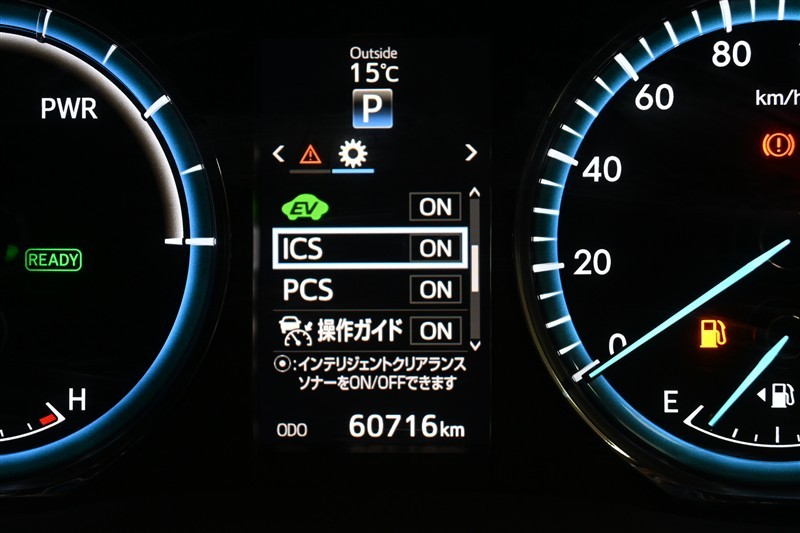 PWR
READY
H
Outside
15℃
P
EV ON
ICS ON
PCS ON
操作ガイド ON
:インテリジェントクリアランス
ソナーをON/OFFできます
ODO 60716km
80
60
km/h
40
20
0
E